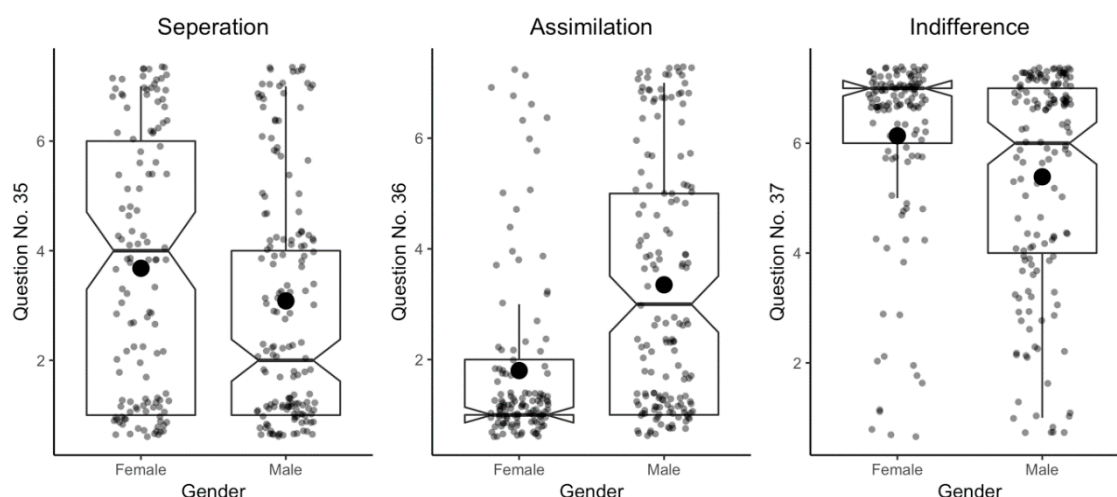 Seperation
Question No. 35
6
4
2
Female Male
Gender
Assimilation
Question No. 36
6
4
2
Female Male
Gender
Indifference
Question No. 37
6
4
2
Female Male
Gender